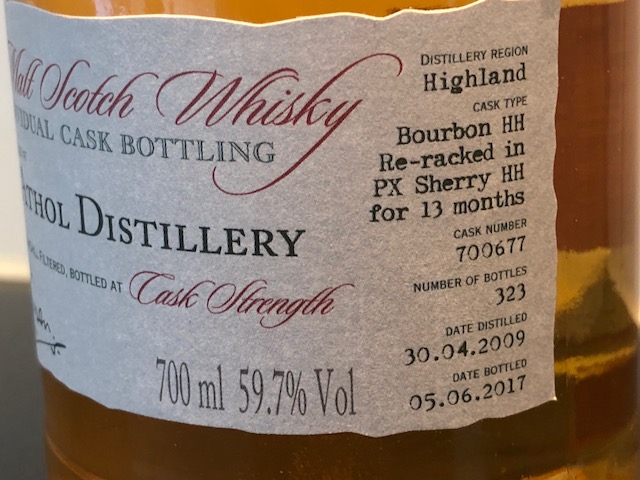 Malt Scotch Whisky
IDUAL CASK BOTTLING
THOL DISTILLERY
FILTERED, BOTTLED AT Cask Strength
700 ml 59.7% Vol
DISTILLERY REGION
Highland
CASK TYPE
Bourbon HH
Re-racked in
PX Sherry HH
for 13 months
CASK NUMBER
700677
NUMBER OF BOTTLES
323
DATE DISTILLED
30.04.2009
DATE BOTTLED
05.06.2017